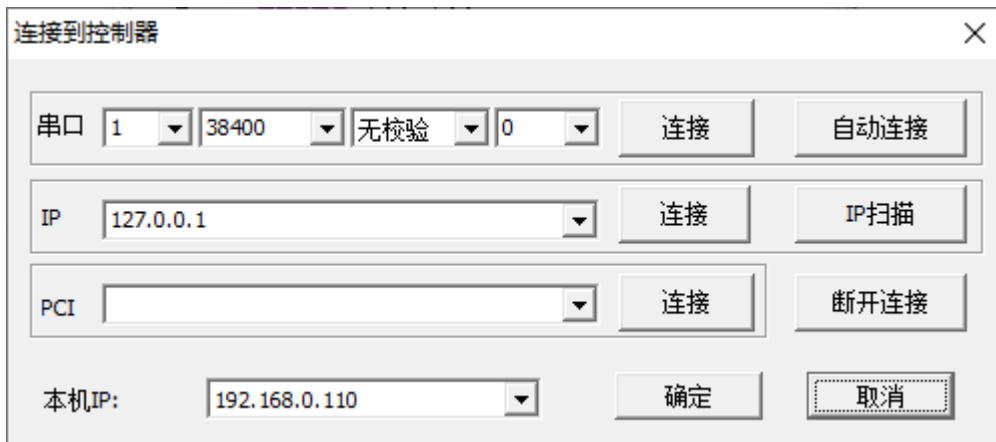 连接到控制器
串口 1 38400 无校验 0 连接 自动连接
IP 127.0.0.1 连接 IP扫描
PCI 连接 断开连接
本机IP: 192.168.0.110 确定 取消